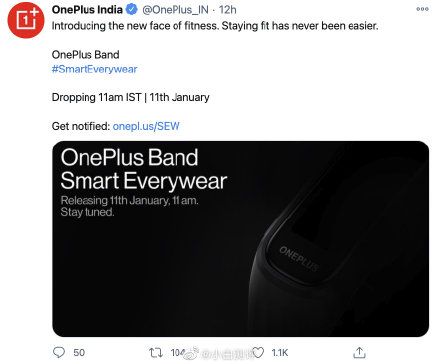 OnePlus India @OnePlus_IN · 12h
Introducing the new face of fitness. Staying fit has never been easier.
OnePlus Band
#SmartEverywear
Dropping 11am IST | 11th January
Get notified: onepl.us/SEW
OnePlus Band
Smart Everywear
Releasing 11th January, 11 am.
Stay tuned.
ONEPLUS
50 1.1K